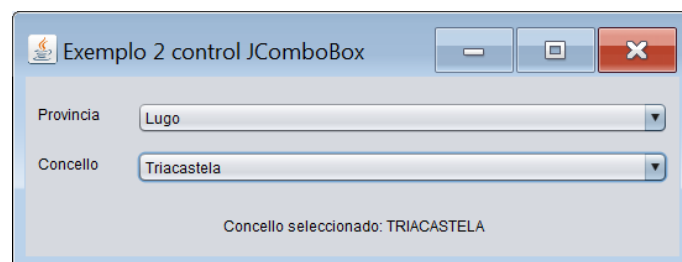 Exemplo 2 control JComboBox
Provincia
Lugo
Concello
Triacastela
Concello seleccionado: TRIACASTELA